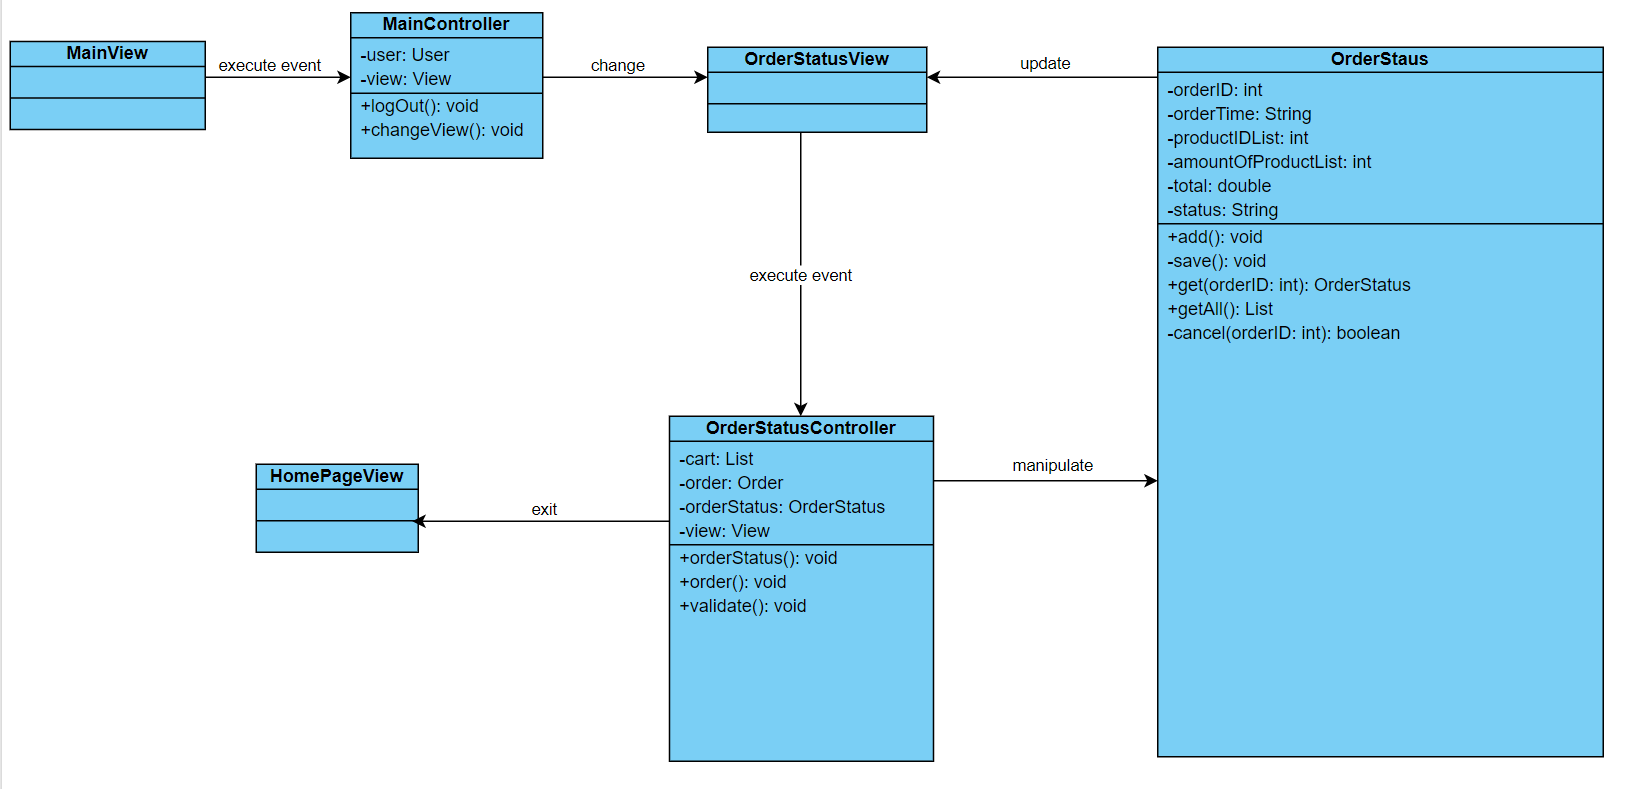 MainView
execute event
MainController
-user: User
-view: View
+logOut(): void
+changeView(): void
change
OrderStatusView
update
OrderStaus
-orderID: int
-orderTime: String
-productIDList: int
-amountOfProductList: int
-total: double
-status: String
+add(): void
-save(): void
+get(orderID: int): OrderStatus
+getAll(): List
-cancel(orderID: int): boolean
execute event
HomePageView
exit
OrderStatusController
-cart: List
-order: Order
-orderStatus: OrderStatus
-view: View
+orderStatus(): void
+order(): void
+validate(): void
manipulate